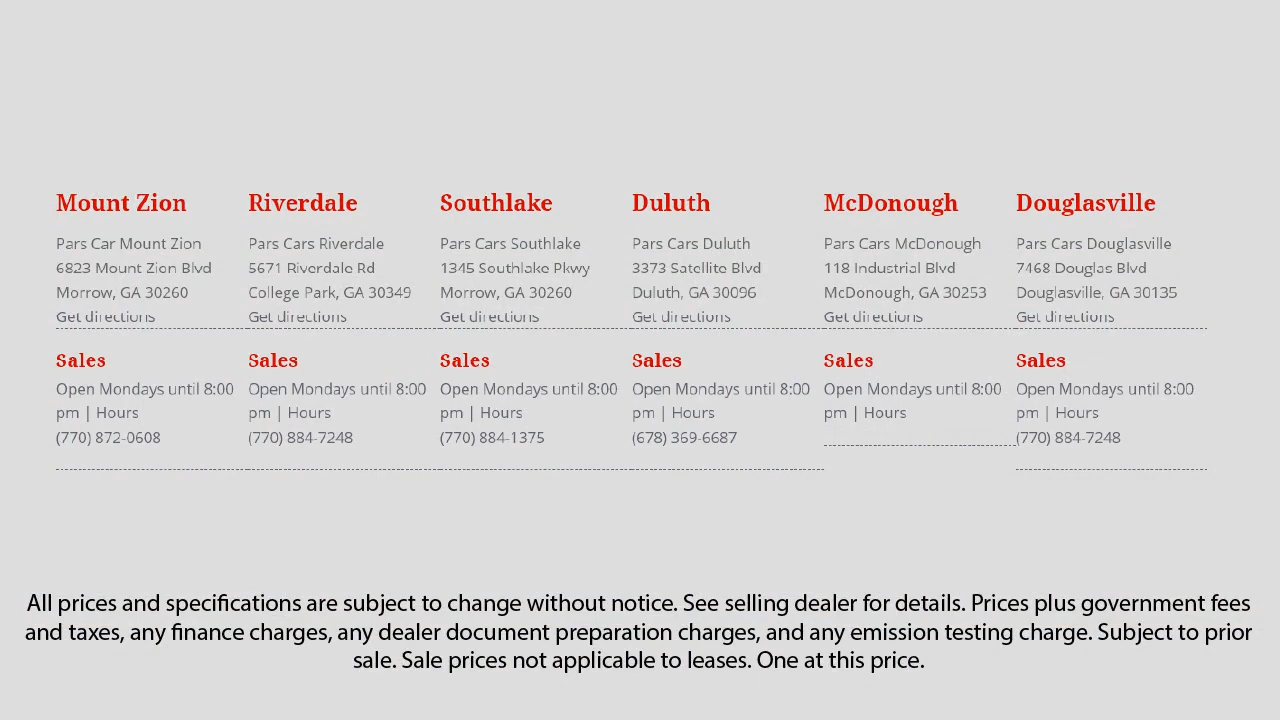 Mount Zion
Pars Car Mount Zion
6823 Mount Zion Blvd
Morrow, GA 30260
Get directions
Sales
Open Mondays until 8:00
pm | Hours
(770) 872-0608
Riverdale
Pars Cars Riverdale
5671 Riverdale Rd
College Park, GA 30349
Get directions
Sales
Open Mondays until 8:00
pm | Hours
(770) 884-7248
Southlake
Pars Cars Southlake
1345 Southlake Pkwy
Morrow, GA 30260
Get directions
Sales
Open Mondays until 8:00
pm | Hours
(770) 884-1375
Duluth
Pars Cars Duluth
3373 Satellite Blvd
Duluth, GA 30096
Get directions
Sales
Open Mondays until 8:00
pm | Hours
(678) 369-6687
McDonough
Pars Cars McDonough
118 Industrial Blvd
McDonough, GA 30253
Get directions
Sales
Open Mondays until 8:00
pm | Hours
Douglasville
Pars Cars Douglasville
7468 Douglas Blvd
Douglasville, GA 30135
Get directions
Sales
Open Mondays until 8:00
pm | Hours
(770) 884-7248
All prices and specifications are subject to change without notice. See selling dealer for details. Prices plus government fees
and taxes, any finance charges, any dealer document preparation charges, and any emission testing charge. Subject to prior
sale. Sale prices not applicable to leases. One at this price.